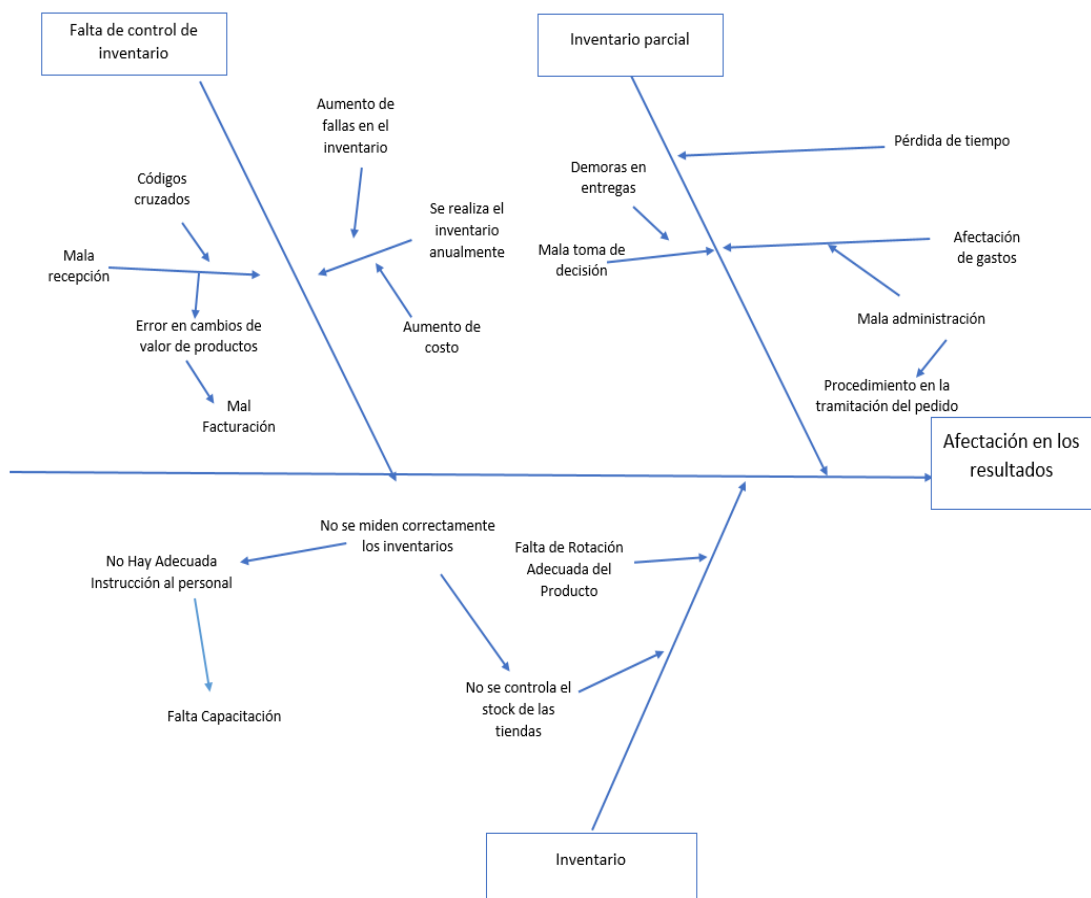 Falta de control de
inventario
Inventario parcial
Aumento de
fallas en el
inventario
Pérdida de tiempo
Demoras en
entregas
Códigos
cruzados
Se realiza el
inventario
anualmente
Mala toma de
decisión
Afectación
de gastos
Mala
recepción
Error en cambios de
valor de productos
Aumento de
costo
Mala administración
Procedimiento en la
tramitación del pedido
Mal
Facturación
Afectación en los
resultados
No se miden correctamente
los inventarios
No Hay Adecuada
Instrucción al personal
Falta de Rotación
Adecuada del
Producto
No se controla el
stock de las
tiendas
Falta Capacitación
Inventario